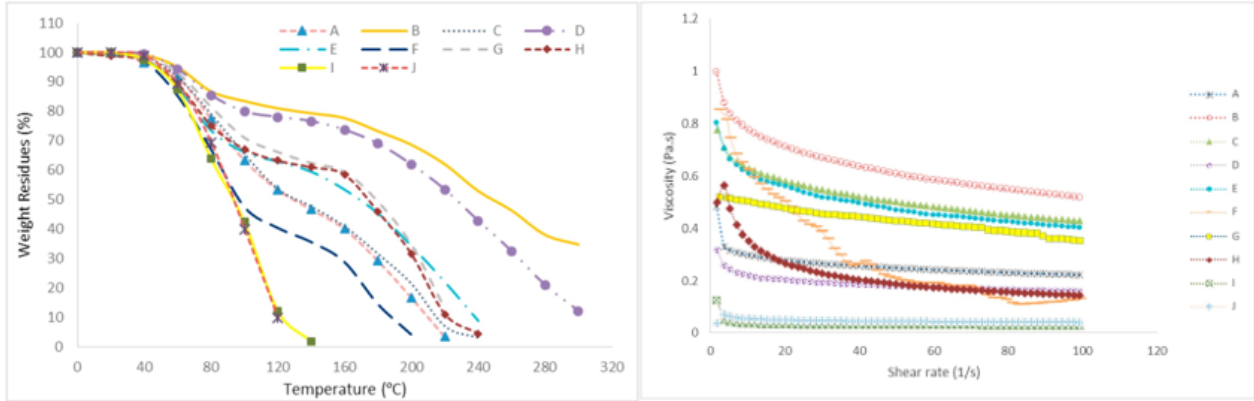 110
100
90
80
70
60
50
40
30
20
10
0
Weight Residues (%)
A B C D
E F G H
I J
0 40 80 120 160 200 240 280 320
Temperature (ºC)
1
0.8
0.6
0.4
0.2
0
Viscosity (Pa.s)
0 20 40 60 80 100 120
Shear rate (1/s)
A
B
C
D
E
F
G
H
I
J